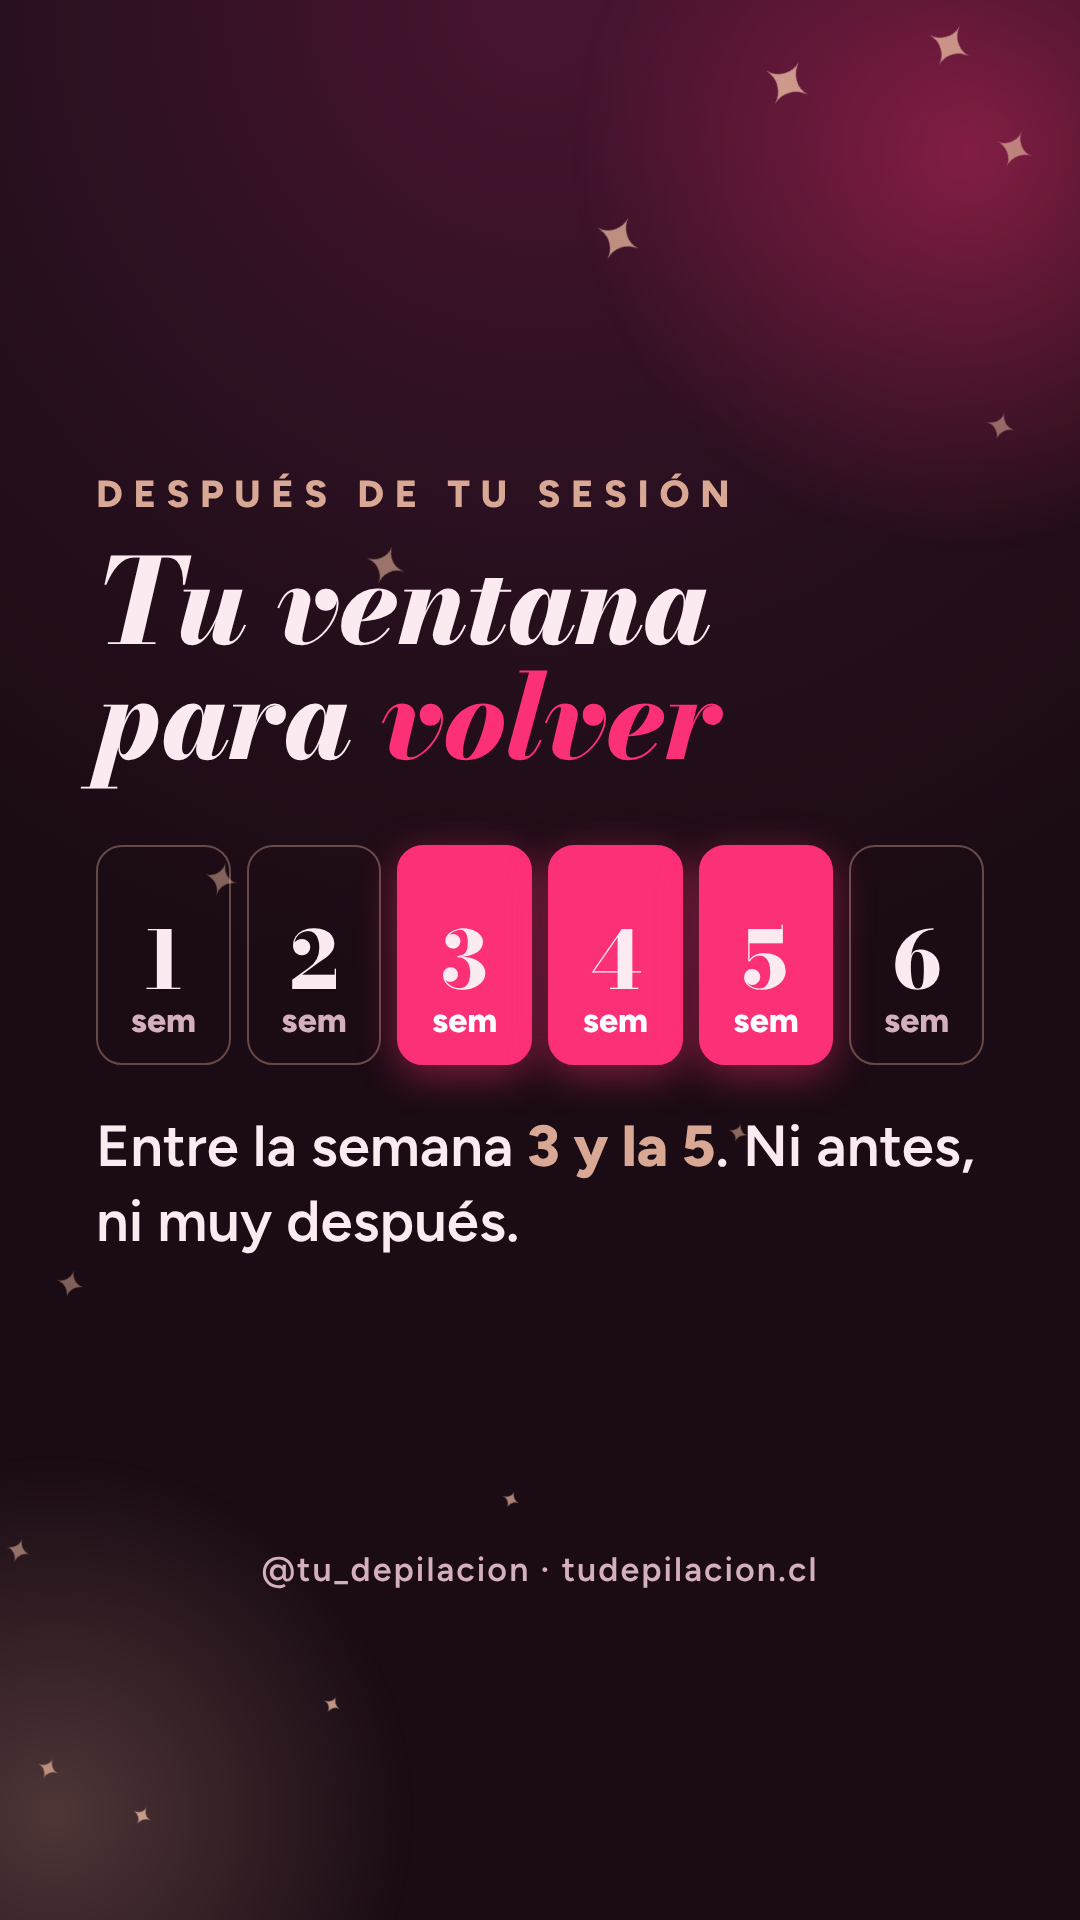 DESPUÉS DE TU SESIÓN
Tu ventana
para volver
1 2 3 4 5 6
sem sem sem sem sem sem
Entre la semana 3 y la 5. Ni antes,
ni muy después.
@tu_depilacion · tudepilacion.cl